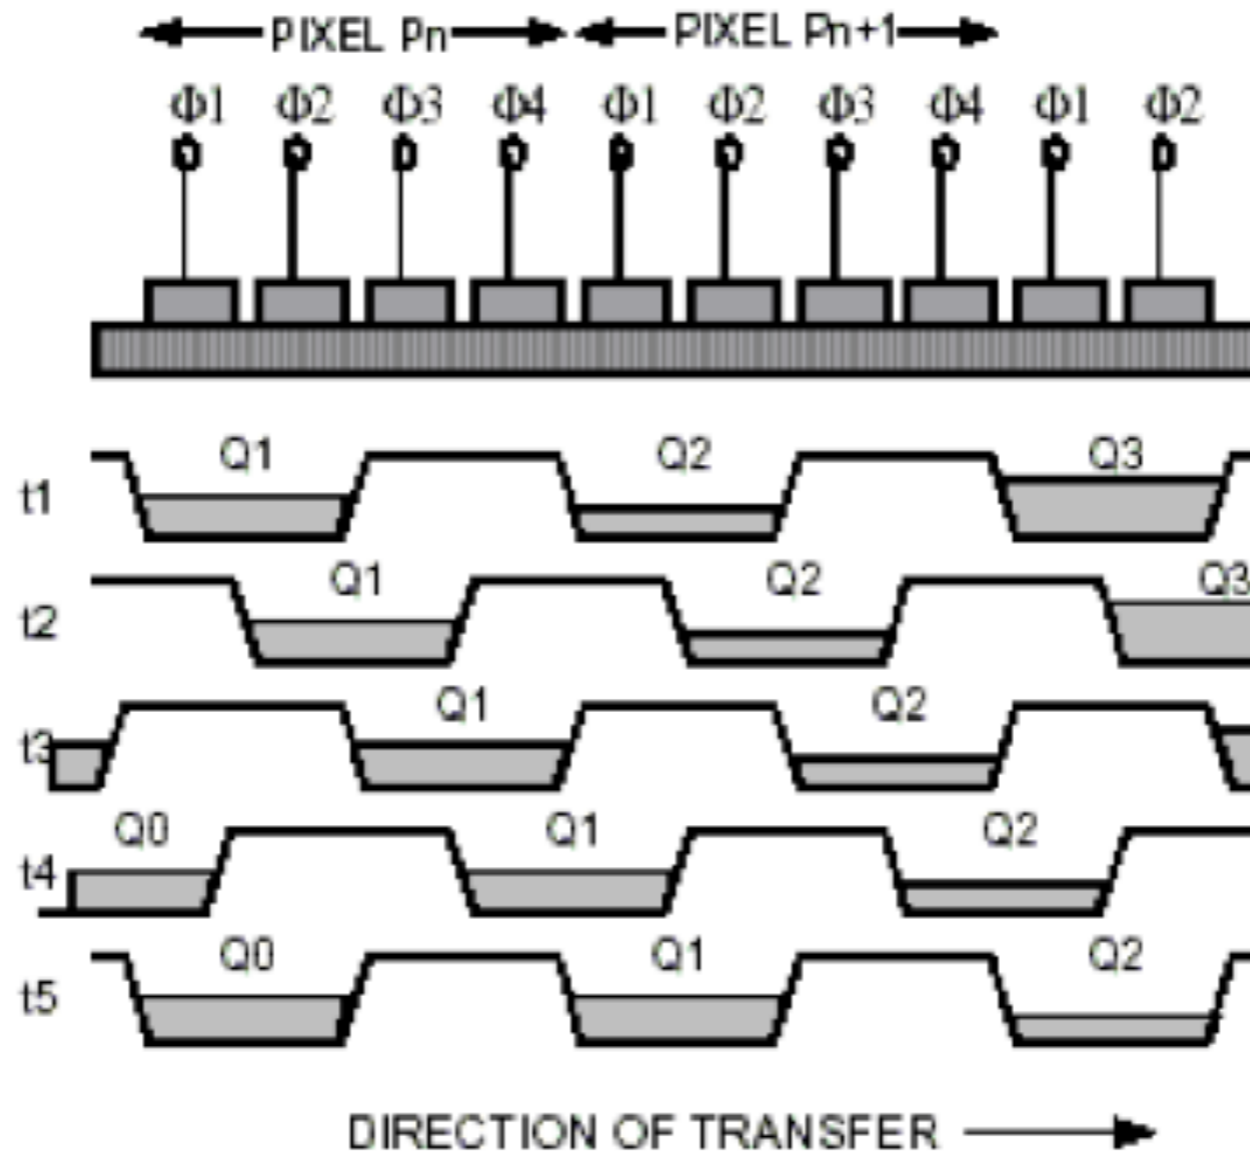 PIXEL Pn PIXEL Pn+1
Φ1 Φ2 Φ3 Φ4 Φ1 Φ2 Φ3 Φ4 Φ1 Φ2
t1 Q1 Q2 Q3
t2 Q1 Q2 Q3
t3 Q1 Q2
t4 Q0 Q1 Q2
t5 Q0 Q1 Q2
DIRECTION OF TRANSFER